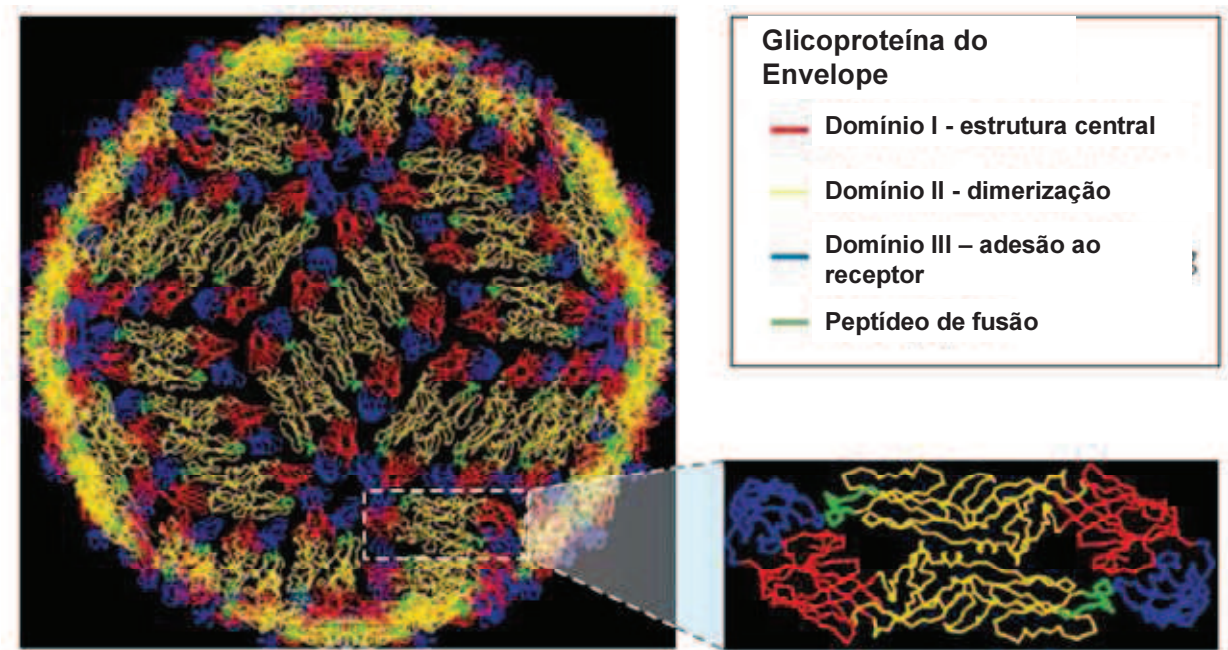 Glicoproteína do
Envelope
Domínio I - estrutura central
Domínio II - dimerização
Domínio III – adesão ao
receptor
Peptídeo de fusão